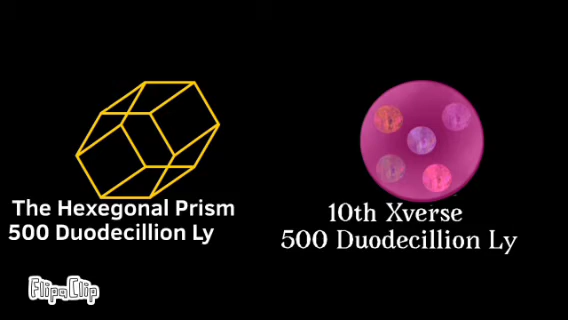 The Hexegonal Prism
500 Duodecillion Ly
10th Xverse
500 Duodecillion Ly
FlipaClip